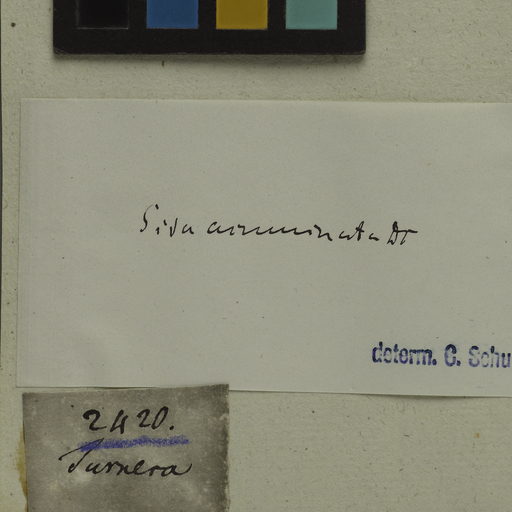 Sida acuminata DC
determ. C. Schu
2420.
Turnera